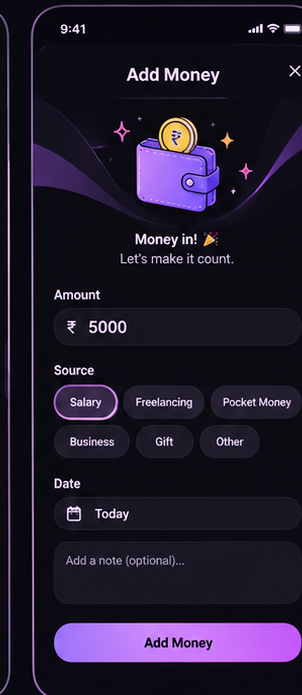 9:41
Add Money
₹
Money in! 🎉
Let's make it count.
Amount
₹ 5000
Source
Salary Freelancing Pocket Money
Business Gift Other
Date
Today
Add a note (optional)...
Add Money